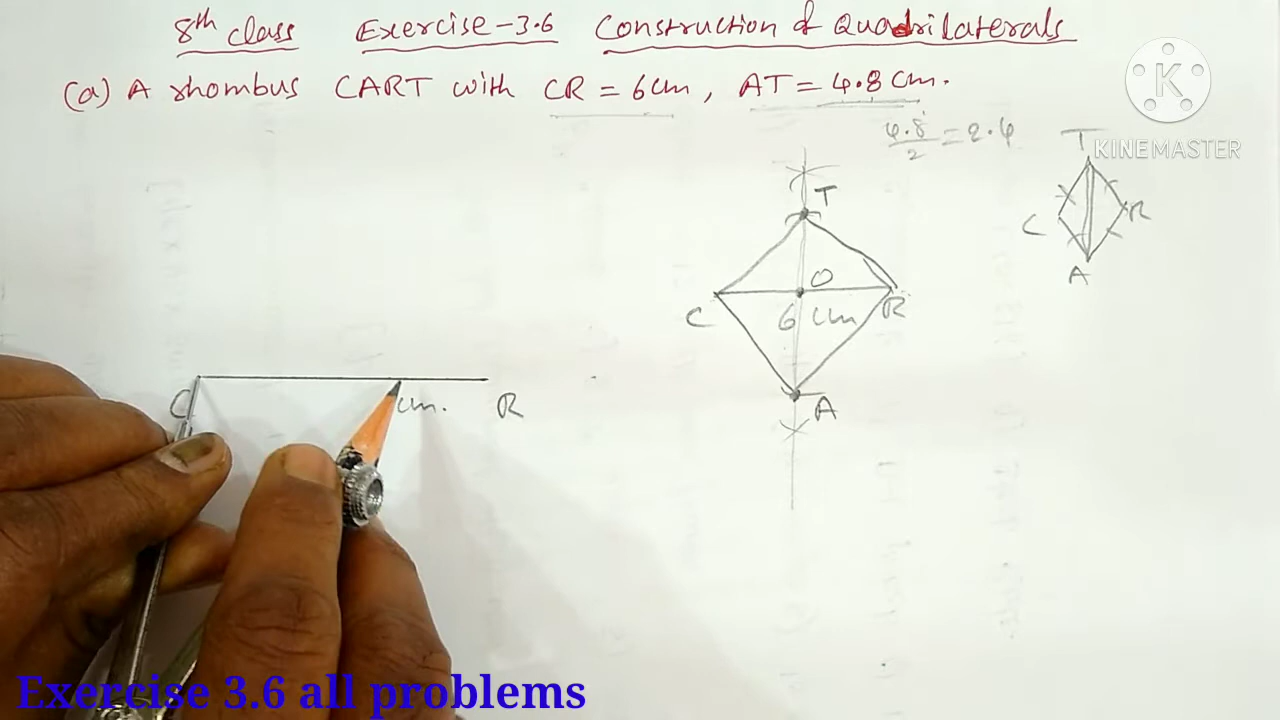 8th class Exercise-3.6 Construction of Quadrilaterals
(a) A rhombus CART with CR = 6cm, AT = 4.8 cm.
K
KINEMASTER
4.8/2 = 2.4
T
C R
A
T
O
C 6 cm R
A
C cm. R
Exercise 3.6 all problems